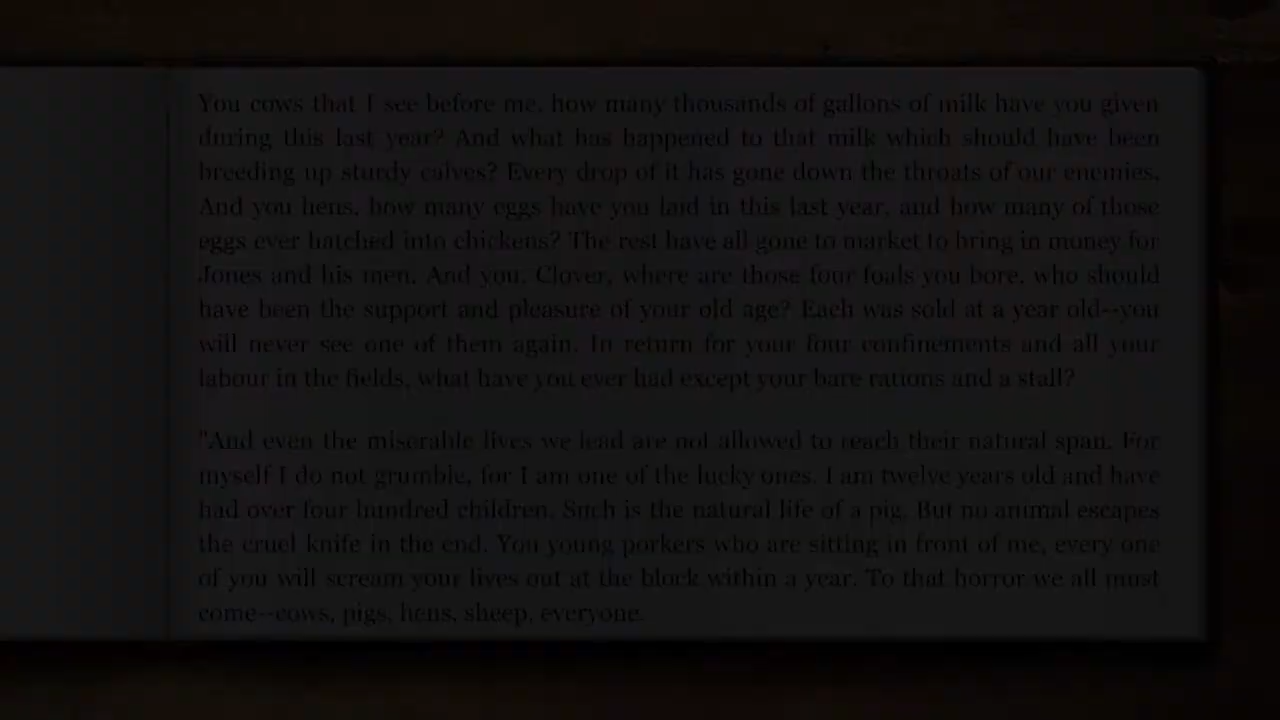 You cows that I see before me, how many thousands of gallons of milk have you given
during this last year? And what has happened to that milk which should have been
breeding up sturdy calves? Every drop of it has gone down the throats of our enemies.
And you hens, how many eggs have you laid in this last year, and how many of those
eggs ever hatched into chickens? The rest have all gone to market to bring in money for
Jones and his men. And you, Clover, where are those four foals you bore, who should
have been the support and pleasure of your old age? Each was sold at a year old--you
will never see one of them again. In return for your four confinements and all your
labour in the fields, what have you ever had except your bare rations and a stall?
"And even the miserable lives we lead are not allowed to reach their natural span. For
myself I do not grumble, for I am one of the lucky ones. I am twelve years old and have
had over four hundred children. Such is the natural life of a pig. But no animal escapes
the cruel knife in the end. You young porkers who are sitting in front of me, every one
of you will scream your lives out at the block within a year. To that horror we all must
come--cows, pigs, hens, sheep, everyone.